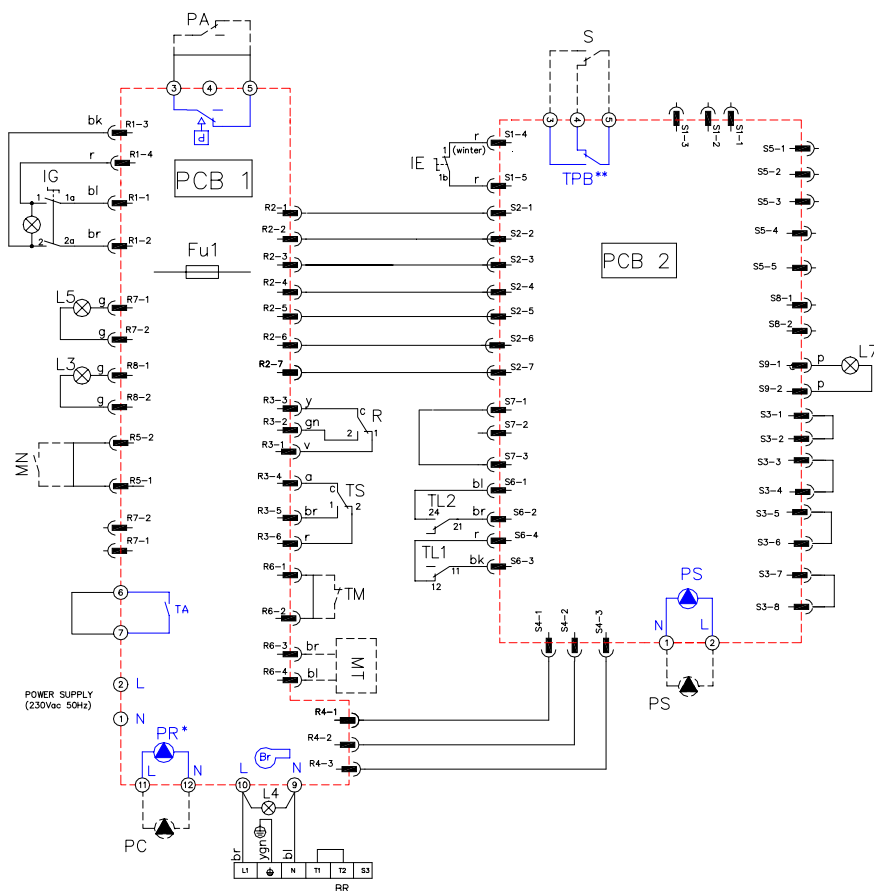 PA
S
3
4
5
P
bk
R1-3
r
R1-4
IG
1
1a
bl
R1-1
2
2a
br
R1-2
PCB 1
Fu1
L5
g
R7-1
g
R7-2
L3
g
R8-1
g
R8-2
MN
R5-2
R5-1
R7-2
R7-1
6
7
TA
2
L
POWER SUPPLY
(230Vac 50Hz)
1
N
PR*
L
N
11
12
PC
Br
L
N
10
9
L4
br
ygn
bl
L1
N
T1
T2
S3
BR
R2-1
R2-2
R2-3
R2-4
R2-5
R2-6
R2-7
R3-3
y
R3-2
gn
R3-1
v
C
2
1
R
R3-4
a
R3-5
br
R3-6
r
C
1
2
TS
R6-1
R6-2
TM
R6-3
br
R6-4
bl
MT
R4-1
R4-2
R4-3
3
4
5
TPB**
IE
r
S1-4
1
(winter)
1b
r
S1-5
S2-1
S2-2
S2-3
S2-4
S2-5
S2-6
S2-7
S7-1
S7-2
S7-3
bl
S6-1
TL2
24
21
br
S6-2
r
S6-4
TL1
11
12
bk
S6-3
PCB 2
S1-3
S1-2
S1-1
S5-1
S5-2
S5-3
S5-4
S5-5
S8-1
S8-2
S9-1
p
L7
S9-2
p
S3-1
S3-2
S3-3
S3-4
S3-5
S3-6
S3-7
S3-8
S4-1
S4-2
S4-3
PS
N
L
1
2
PS